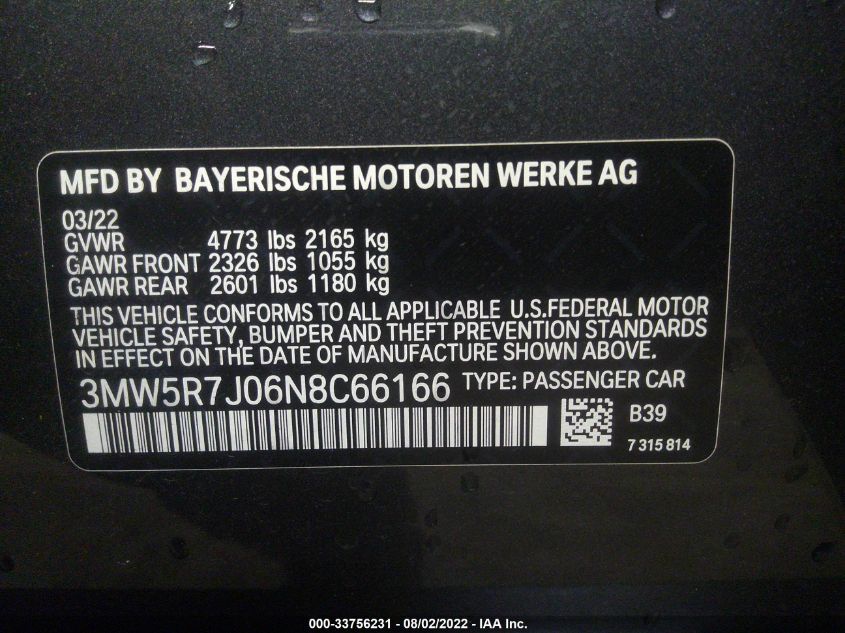 MFD BY BAYERISCHE MOTOREN WERKE AG
03/22
GVWR 4773 lbs 2165 kg
GAWR FRONT 2326 lbs 1055 kg
GAWR REAR 2601 lbs 1180 kg
THIS VEHICLE CONFORMS TO ALL APPLICABLE U.S.FEDERAL MOTOR
VEHICLE SAFETY, BUMPER AND THEFT PREVENTION STANDARDS
IN EFFECT ON THE DATE OF MANUFACTURE SHOWN ABOVE.
3MW5R7J06N8C66166 TYPE: PASSENGER CAR
B39
7 315 814
000-33756231 - 08/02/2022 - IAA Inc.